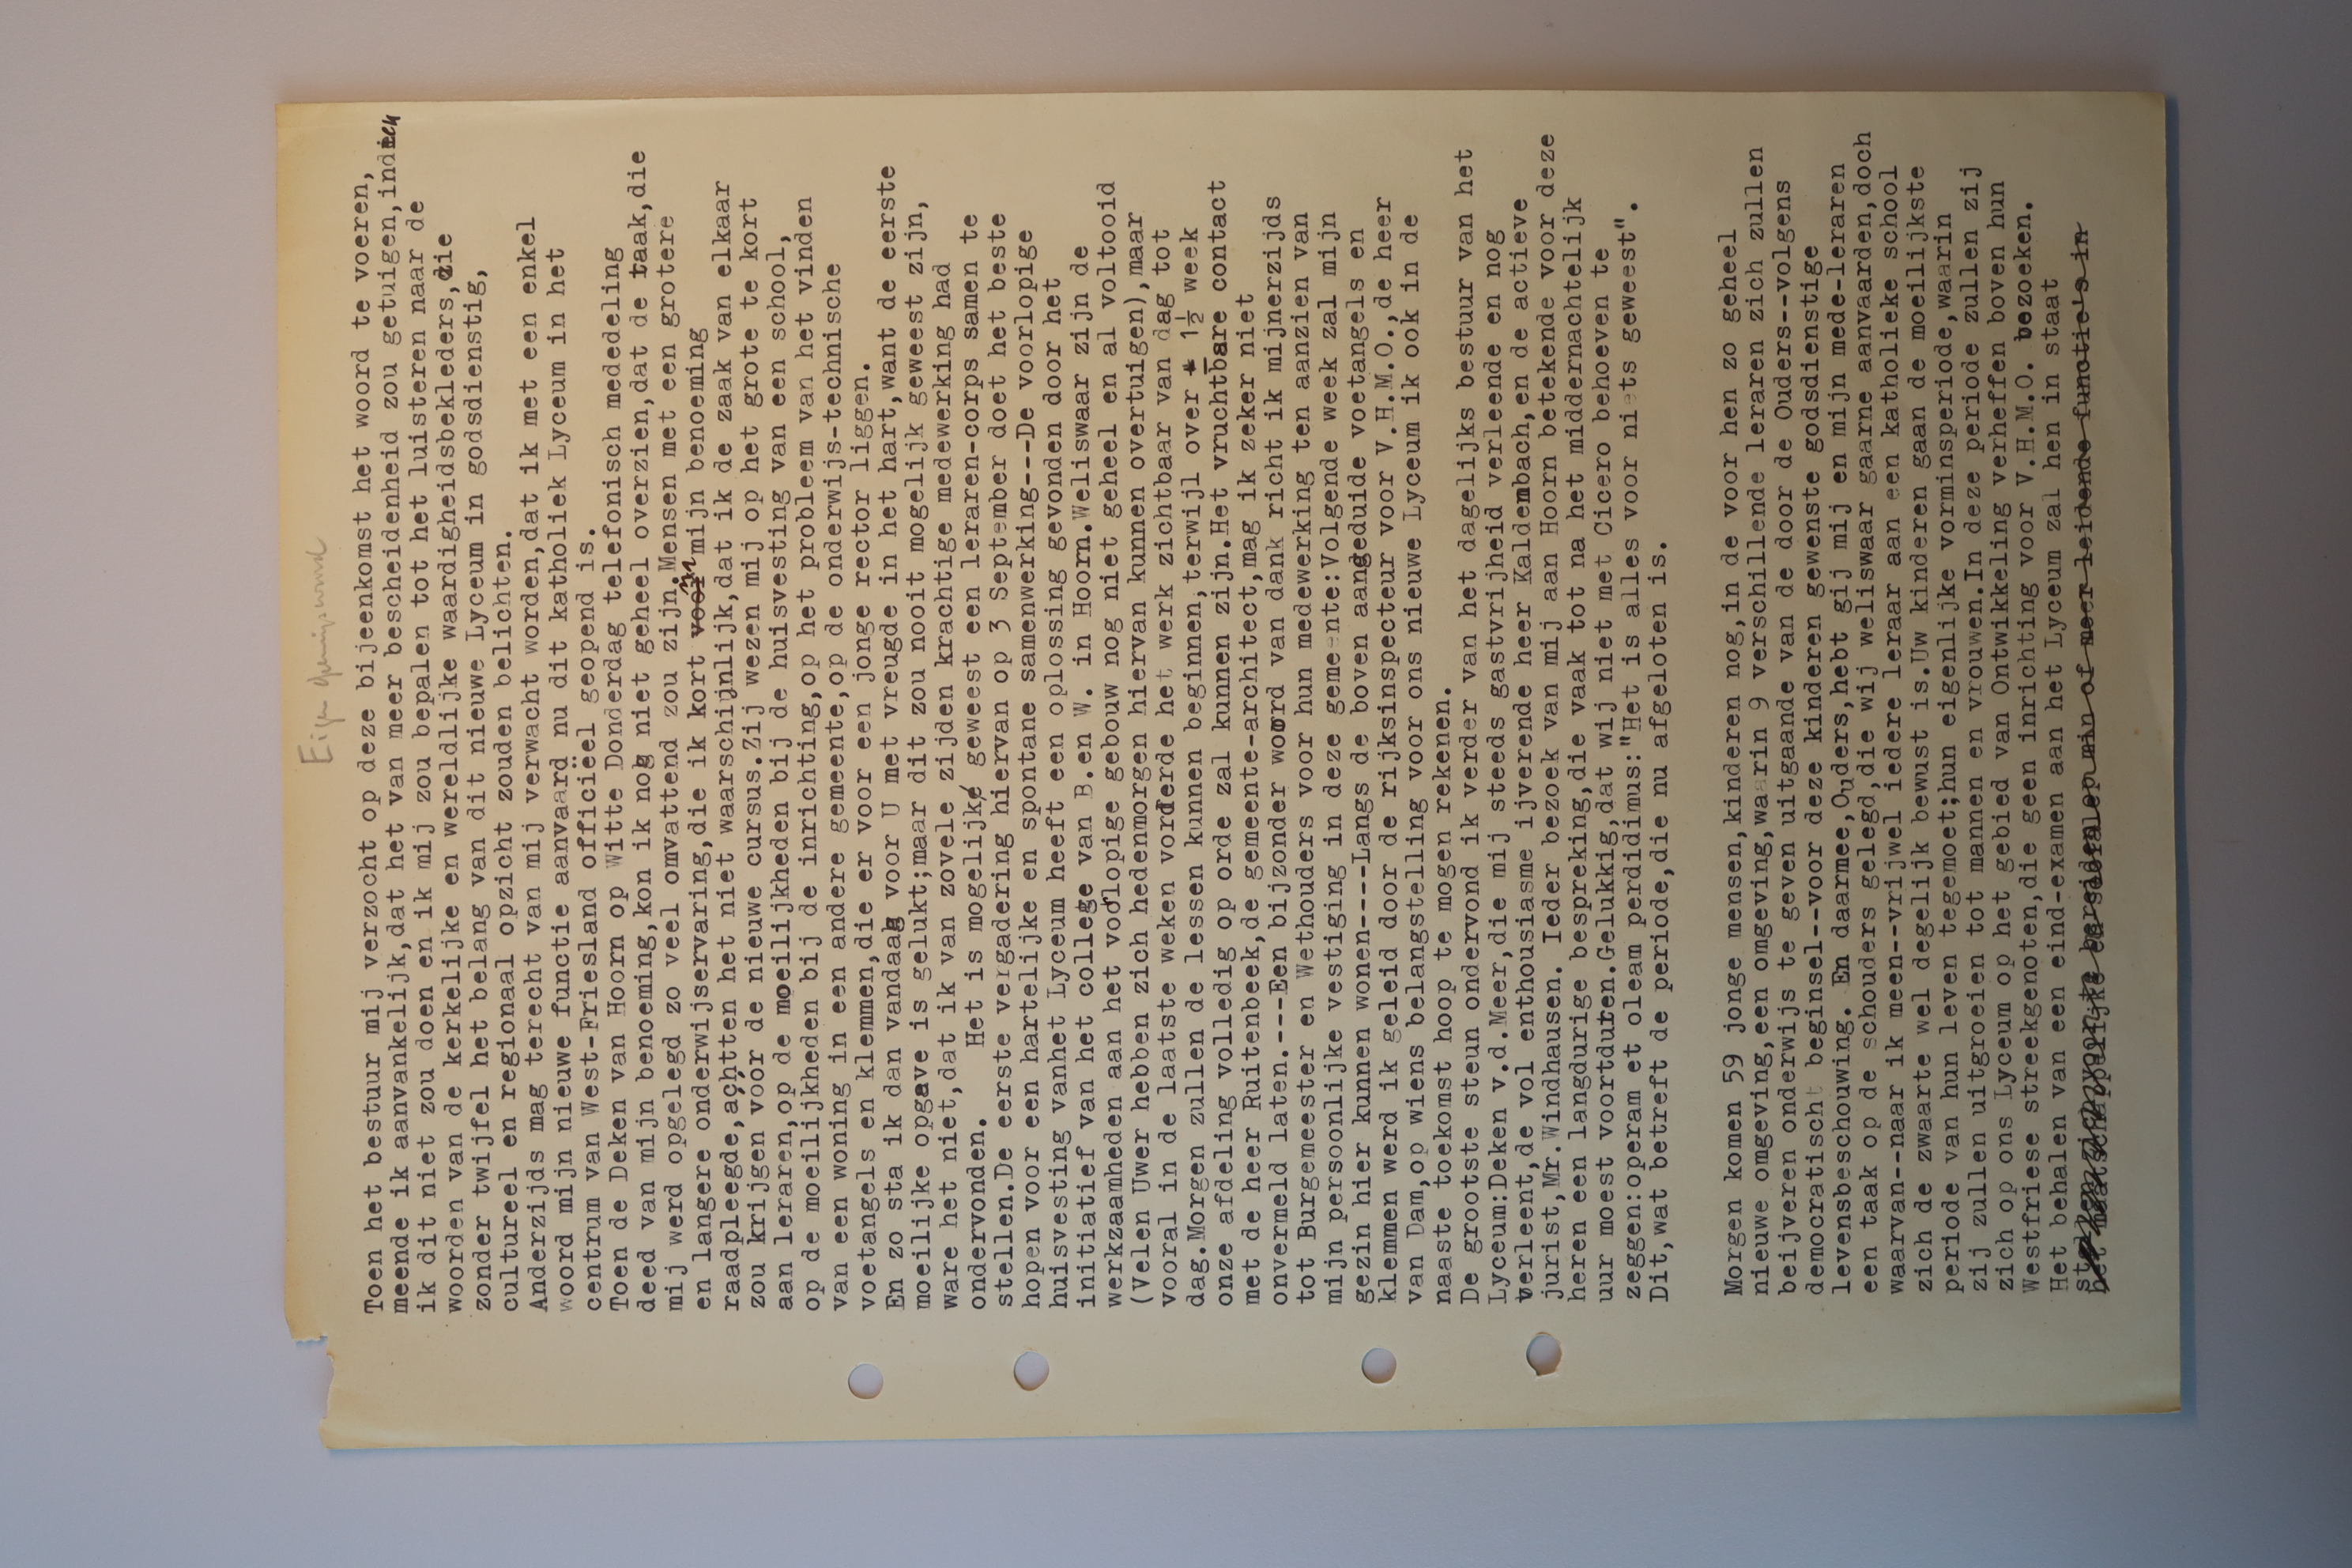 Toen het bestuur mij verzocht op deze bijeenkomst het woord te voeren,
meende ik aanvankelijk,dat het van meer bescheidenheid zou getuigen,indien
ik dit niet zou doen en ik mij zou bepalen tot het luisteren naar de
woorden van de kerkelijke en wereldlijke waardigheidsbekleders,die
zonder twijfel het belang van dit nieuwe Lyceum in godsdienstig,
cultureel en regionaal opzicht zouden belichten.
Anderzijds mag terecht van mij verwacht worden,dat ik met een enkel
woord mijn nieuwe functie aanvaard nu dit katholiek Lyceum in het
centrum van West-Friesland officiëel geopend is.
Toen de Deken van Hoorn op Witte Donderdag telefonisch mededeling
deed van mijn benoeming,kon ik nog niet geheel overzien,dat de taak,die
mij werd opgelegd zo veel omvattend zou zijn.Mensen met een grotere
en langere onderwijservaring,die ik kort voor mijn benoeming
raadpleegde,achtten het niet waarschijnlijk,dat ik de zaak van elkaar
zou krijgen vóór de nieuwe cursus.Zij wezen mij op het grote te kort
aan leraren,op de moeilijkheden bij de huisvesting van een school,
op de moeilijkheden bij de inrichting,op het probleem van het vinden
van een woning in een andere gemeente,op de onderwijs-technische
voetangels en klemmen,die er voor een jonge rector liggen.
En zo sta ik dan vandaag voor U met vreugde in het hart,want de eerste
moeilijke opgave is gelukt;maar dit zou nooit mogelijk geweest zijn,
ware het niet,dat ik van zovele zijden krachtige medewerking had
ondervonden.     Het is mogelijk geweest een leraren-corps samen te
stellen.De eerste vergadering hiervan op 3 September doet het beste
hopen voor een hartelijke en spontane samenwerking---De voorlopige
huisvesting vanhet Lyceum heeft een oplossing gevonden door het
initiatief van het college van B.en W. in Hoorn.Weliswaar zijn de
werkzaamheden aan het voorlopige gebouw nog niet geheel en al voltooid
(Velen Uwer hebben zich hedenmorgen hiervan kunnen overtuigen),maar
vooral in de laatste weken vorderde het werk zichtbaar van dag tot
dag.Morgen zullen de lessen kunnen beginnen,terwijl over ± 1½ week
onze afdeling volledig op orde zal kunnen zijn.Het vruchtbare contact
met de heer Ruitenbeek,de gemeente-architect,mag ik zeker niet
onvermeld laten.---Een bijzonder woord van dank richt ik mijnerzijds
tot Burgemeester en Wethouders voor hun medewerking ten aanzien van
mijn persoonlijke vestiging in deze gemeente:Volgende week zal mijn
gezin hier kunnen wonen----Langs de boven aangeduide voetangels en
klemmen werd ik geleid door de rijksinspecteur voor V.H.M.O.,de heer
van Dam,op wiens belangstelling voor ons nieuwe Lyceum ik ook in de
naaste toekomst hoop te mogen rekenen.
De grootste steun ondervond ik verder van het dagelijks bestuur van het
Lyceum:Deken v.d.Meer,die mij steeds gastvrijheid verleende en nog
verleent,de vol enthousiasme ijverende heer Kaldembach,en de actieve
jurist,Mr.Windhausen. Ieder bezoek van mij aan Hoorn betekende voor deze
heren een langdurige bespreking,die vaak tot na het middernachtelijk
uur moest voortduren.Gelukkig,dat wij niet met Cicero behoeven te
zeggen:operam et oleam perdidimus:"Het is alles voor niets geweest".
Dit,wat betreft de periode,die nu afgeloten is.
Morgen komen 59 jonge mensen,kinderen nog,in de voor hen zo geheel
nieuwe omgeving,een omgeving,waarin 9 verschillende leraren zich zullen
beijveren onderwijs te geven uitgaande van de door de Ouders--volgens
democratisch beginsel--voor deze kinderen gewenste godsdienstige
levensbeschouwing. En daarmee,Ouders,hebt gij mij en mijn mede-leraren
een taak op de schouders gelegd,die wij weliswaar gaarne aanvaarden,doch
waarvan--naar ik meen--vrijwel iedere leraar aan een katholieke school
zich de zwaarte wel degelijk bewust is.Uw kinderen gaan de moeilijkste
periode van hun leven tegemoet;hun eigenlijke vorminsperiode,waarin
zij zullen uitgroeien tot mannen en vrouwen.In deze periode zullen zij
zich op ons Lyceum op het gebied van Ontwikkeling verheffen boven hun
Westfriese streekgenoten,die geen inrichting voor V.H.M.O. bezoeken.
Het behalen van een eind-examen aan het Lyceum zal hen in staat
stellen zich voor te bereiden op min of meer leidende functie's in
het maatschappelijke en sociale